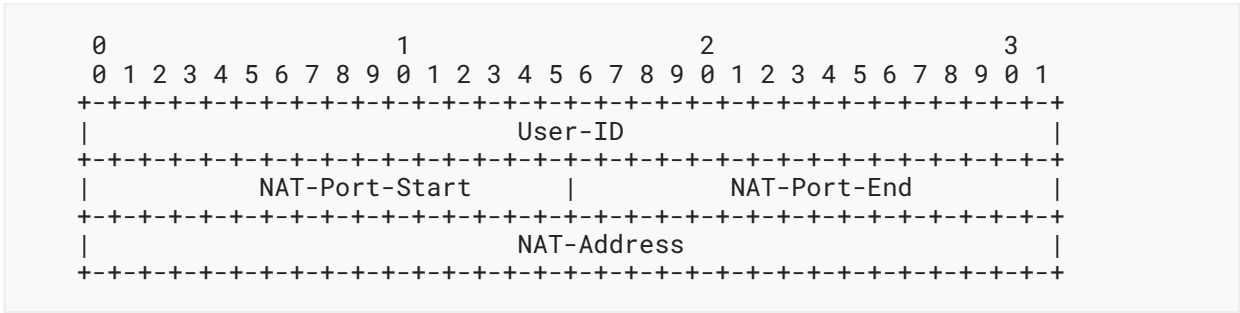 0                   1                   2                   3
 0 1 2 3 4 5 6 7 8 9 0 1 2 3 4 5 6 7 8 9 0 1 2 3 4 5 6 7 8 9 0 1
+-+-+-+-+-+-+-+-+-+-+-+-+-+-+-+-+-+-+-+-+-+-+-+-+-+-+-+-+-+-+-+-+
|                            User-ID                            |
+-+-+-+-+-+-+-+-+-+-+-+-+-+-+-+-+-+-+-+-+-+-+-+-+-+-+-+-+-+-+-+-+
|           NAT-Port-Start      |          NAT-Port-End         |
+-+-+-+-+-+-+-+-+-+-+-+-+-+-+-+-+-+-+-+-+-+-+-+-+-+-+-+-+-+-+-+-+
|                            NAT-Address                        |
+-+-+-+-+-+-+-+-+-+-+-+-+-+-+-+-+-+-+-+-+-+-+-+-+-+-+-+-+-+-+-+-+